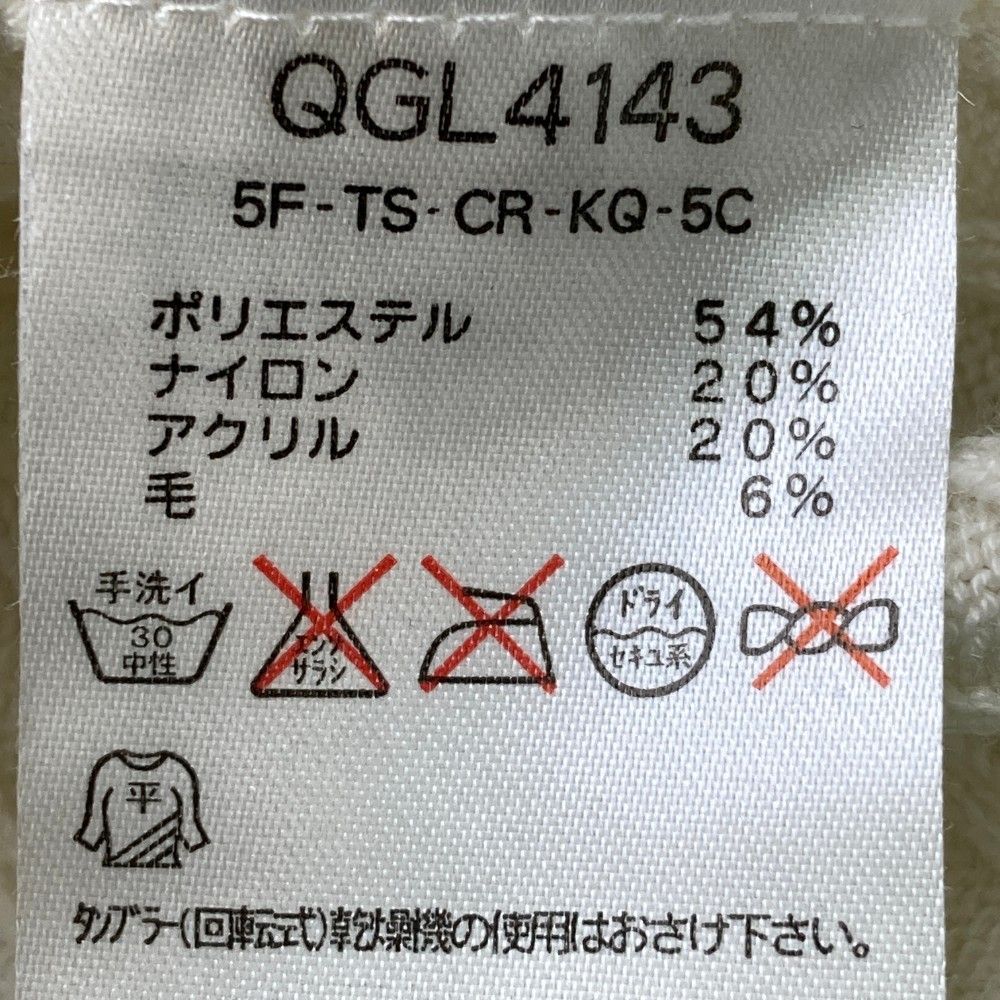 QGL4143
5F-TS-CR-KQ-5C
ポリエステル 54%
ナイロン 20%
アクリル 20%
毛 6%
手洗イ
30
中性
エンソ
サラシ
ドライ
セキユ系
平
タンブラー(回転式)乾燥機の使用はおさけ下さい。